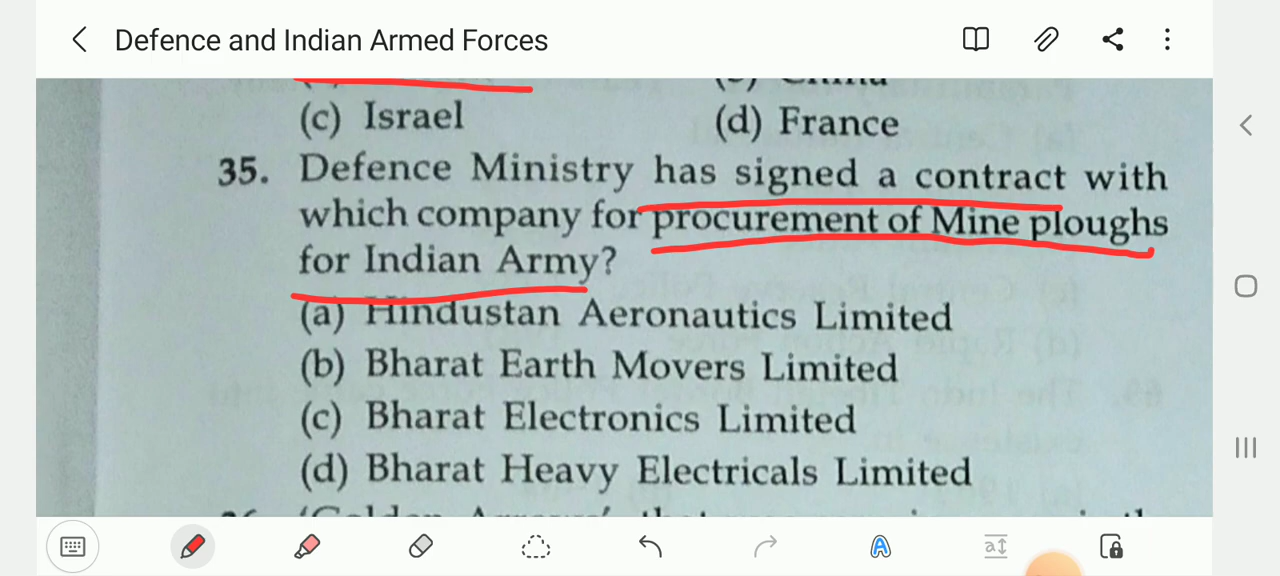 Defence and Indian Armed Forces
(c) Israel (d) France
35. Defence Ministry has signed a contract with
which company for procurement of Mine ploughs
for Indian Army?
(a) Hindustan Aeronautics Limited
(b) Bharat Earth Movers Limited
(c) Bharat Electronics Limited
(d) Bharat Heavy Electricals Limited